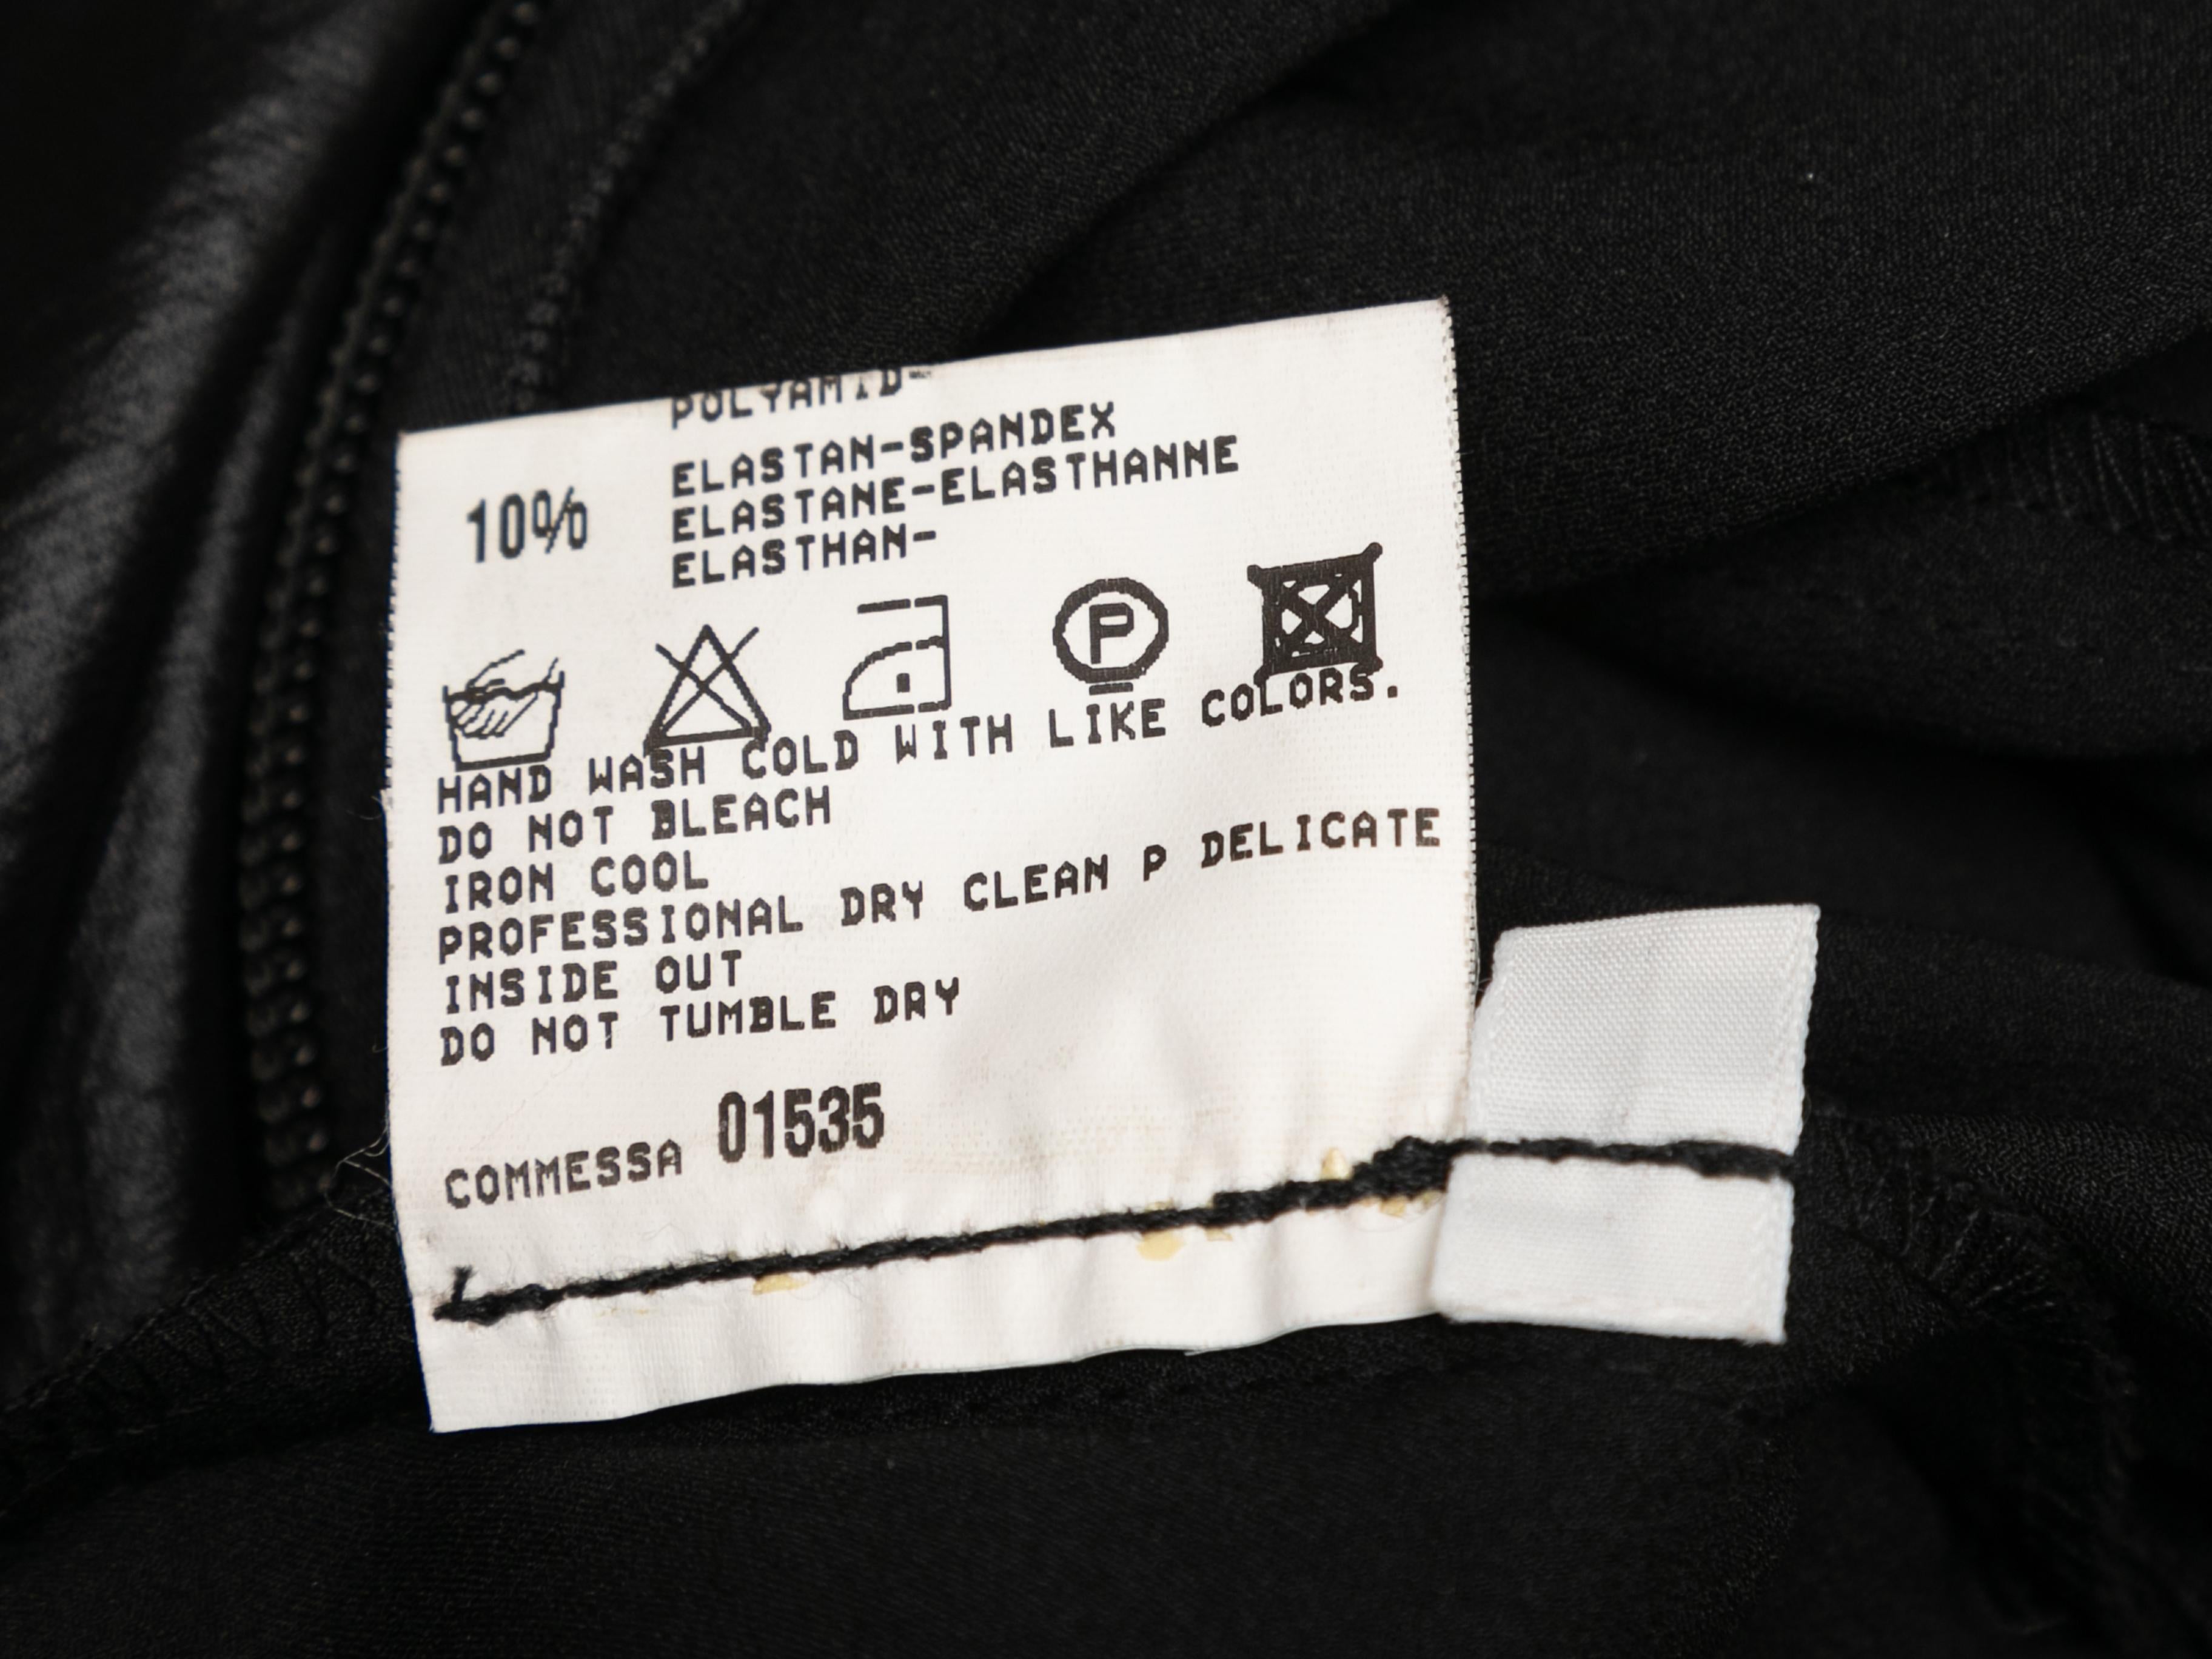 POLYAMID-
ELASTAN-SPANDEX
10% ELASTANE-ELASTHANNE
ELASTHAN-
P
HAND WASH COLD WITH LIKE COLORS.
DO NOT BLEACH
IRON COOL
PROFESSIONAL DRY CLEAN P DELICATE
INSIDE OUT
DO NOT TUMBLE DRY
COMMESSA 01535